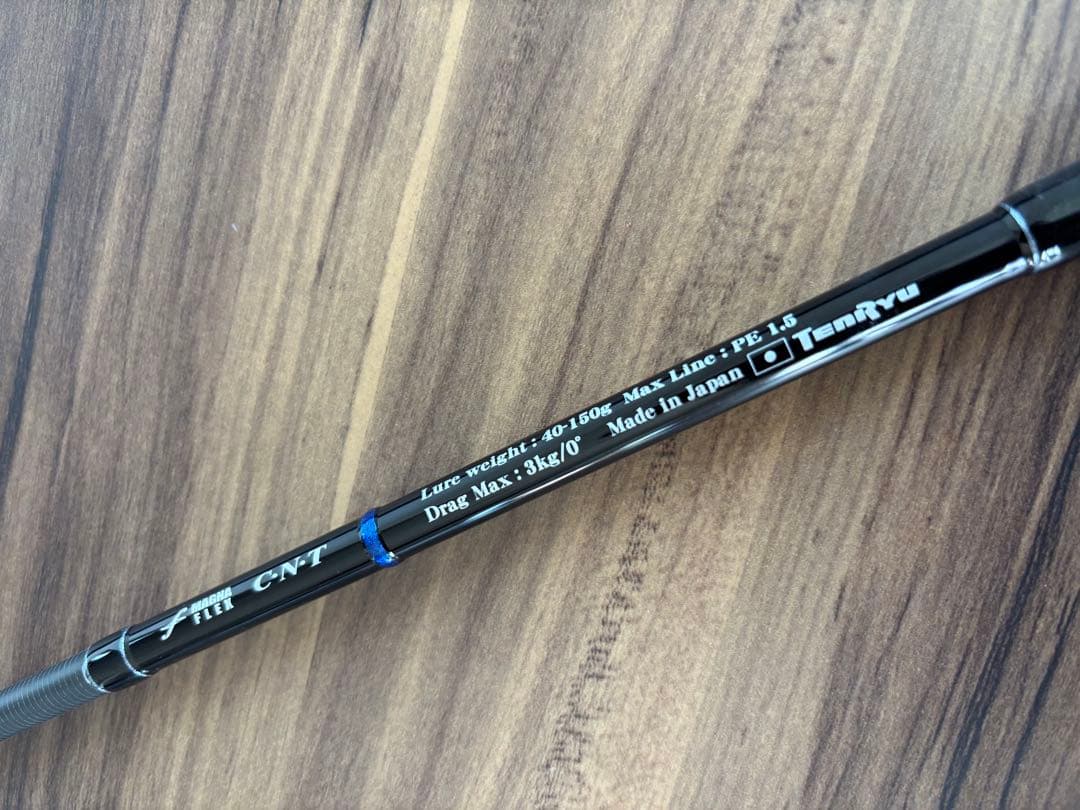 MAGNA
FLEX
C·N·T
Lure weight : 40-150g Max Line : PE 1.5
Drag Max : 3kg/0° Made in Japan
TENRYU